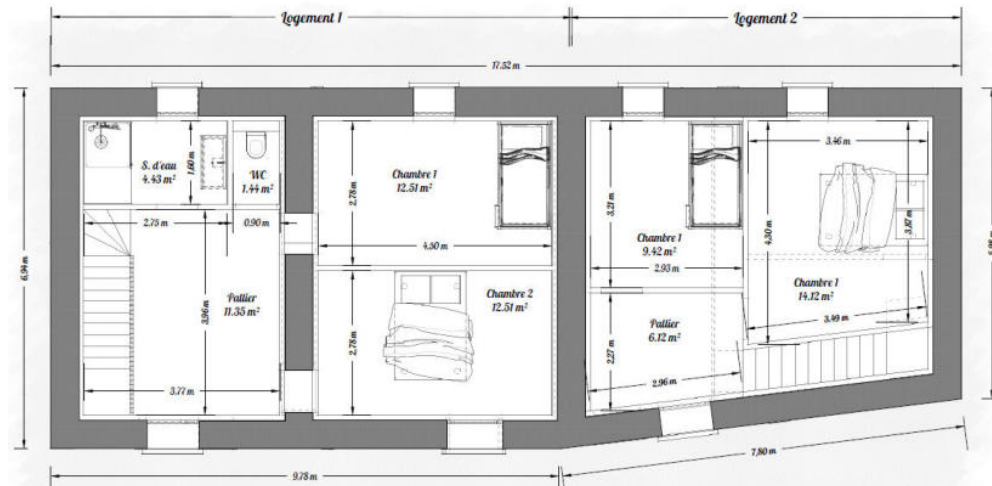 Logement 1
Logement 2
17.52 m
6.94 m
S. d'eau
4.43 m²
1.60 m
WC
1.44 m²
2.75 m
0.90 m
Pallier
11.35 m²
3.96 m
3.77 m
Chambre 1
12.51 m²
2.78 m
4.50 m
Chambre 2
12.51 m²
2.78 m
Chambre 1
9.42 m²
3.21 m
2.93 m
Pallier
6.12 m²
2.27 m
2.96 m
3.46 m
4.30 m
3.87 m
Chambre 1
14.12 m²
3.49 m
9.78 m
7.80 m